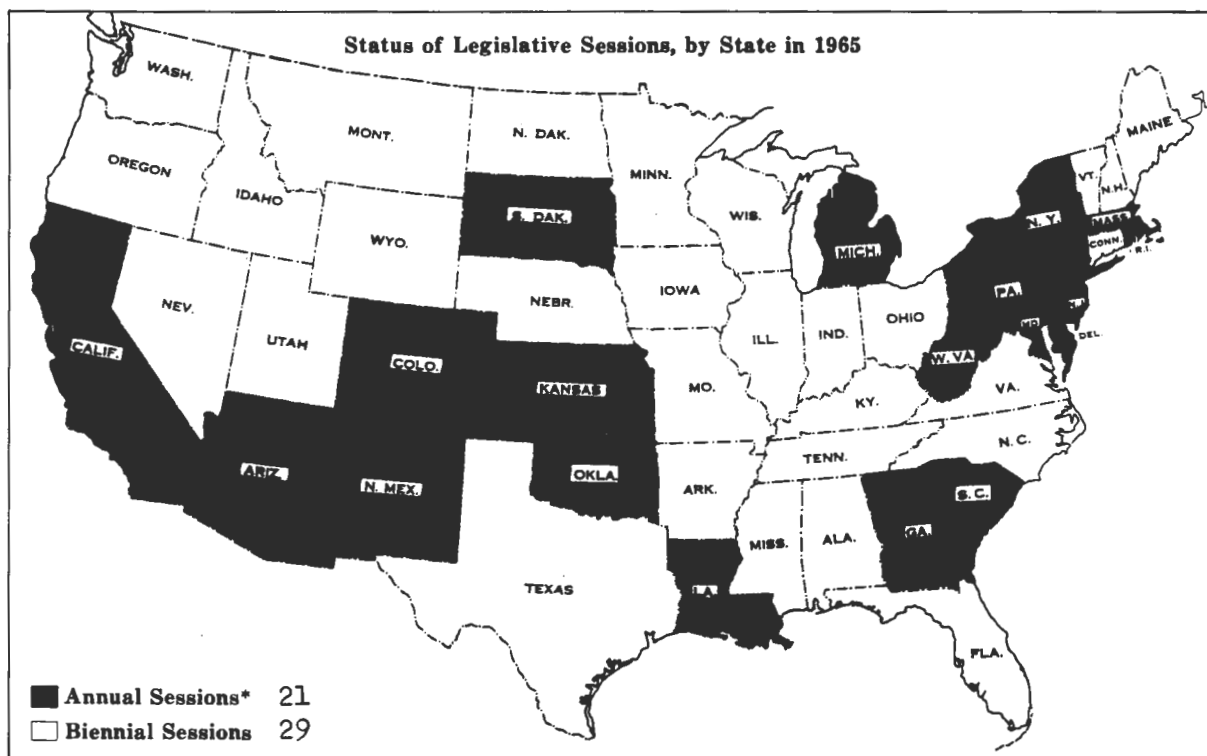 Status of Legislative Sessions, by State in 1965
WASH.
MONT.
N. DAK.
MINN.
MAINE
OREGON
IDAHO
S. DAK.
WIS.
MICH.
VT.
N.H.
N. Y.
MASS.
CONN.
R.I.
WYO.
NEBR.
IOWA
PA.
N.J.
NEV.
UTAH
COLO.
ILL.
IND.
OHIO
MD.
DEL.
CALIF.
KANSAS
MO.
W. VA.
VA.
KY.
ARIZ.
N. MEX.
OKLA.
ARK.
TENN.
N. C.
S. C.
TEXAS
LA.
MISS.
ALA.
GA.
FLA.
Annual Sessions* 21
Biennial Sessions 29